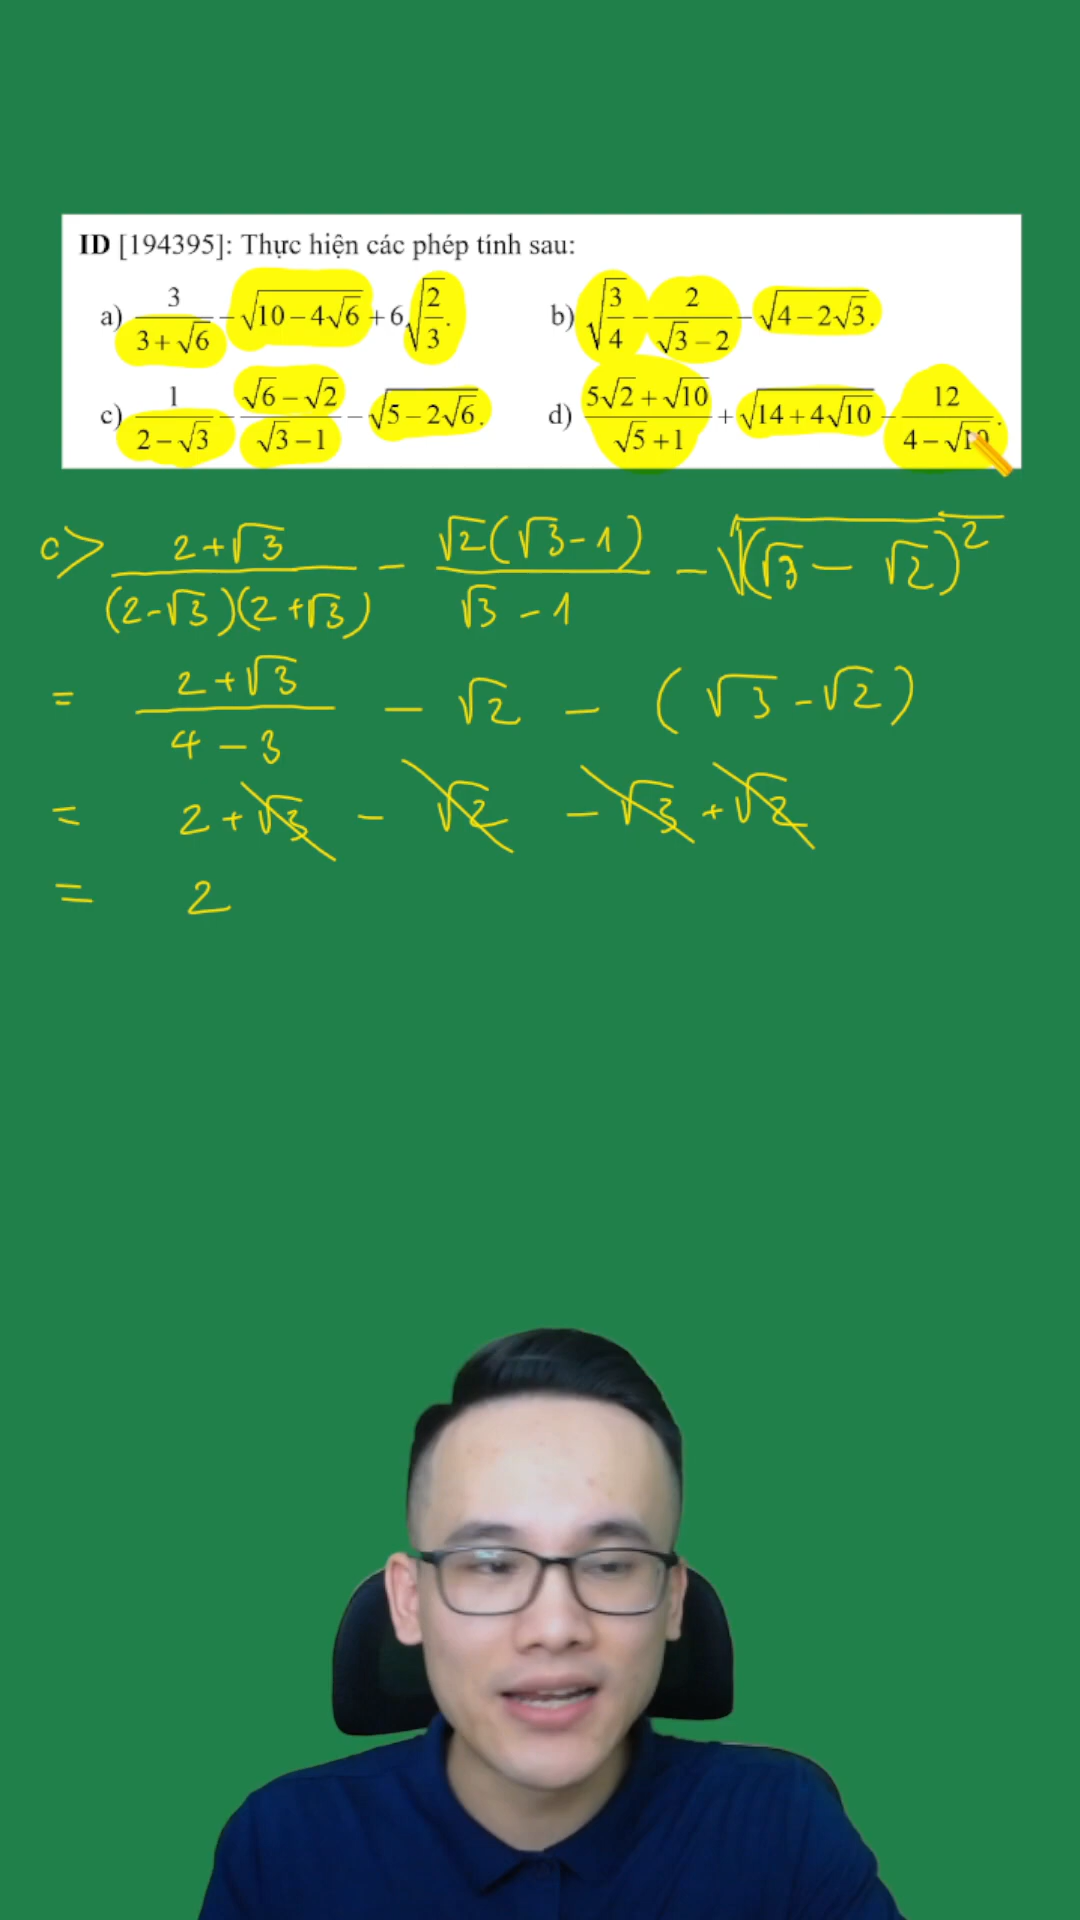 ID [194395]: Thực hiện các phép tính sau:
a) 3/(3+√6) − √(10−4√6) + 6√(2/3). b) √(3/4) − 2/(√3−2) − √(4−2√3).
c) 1/(2−√3) − (√6−√2)/(√3−1) − √(5−2√6). d) (5√2+√10)/(√5+1) + √(14+4√10) − 12/(4−√10).
c> (2+√3)/((2-√3)(2+√3)) − √2(√3-1)/(√3-1) − √((√3−√2)²)
= (2+√3)/(4−3) − √2 − (√3-√2)
= 2+√3 − √2 − √3+√2
= 2